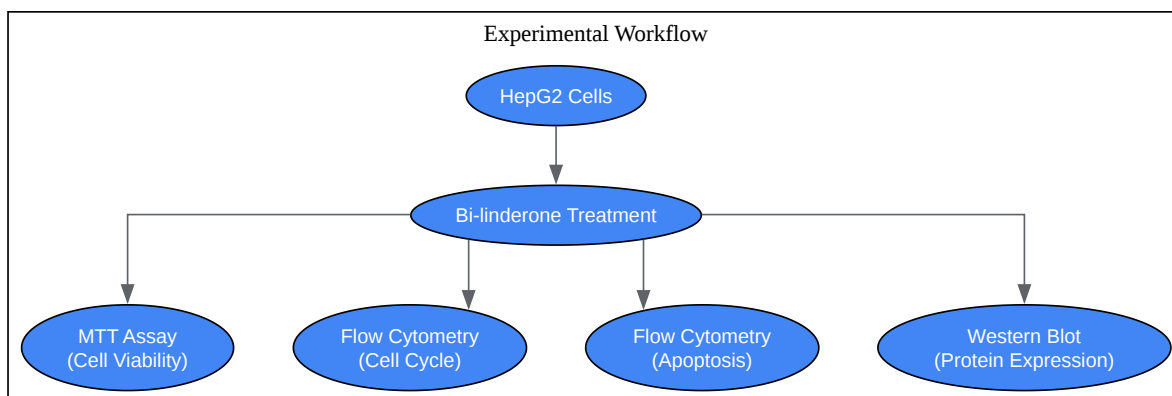 Experimental Workflow
HepG2 Cells
Bi-linderone Treatment
MTT Assay
(Cell Viability)
Flow Cytometry
(Cell Cycle)
Flow Cytometry
(Apoptosis)
Western Blot
(Protein Expression)